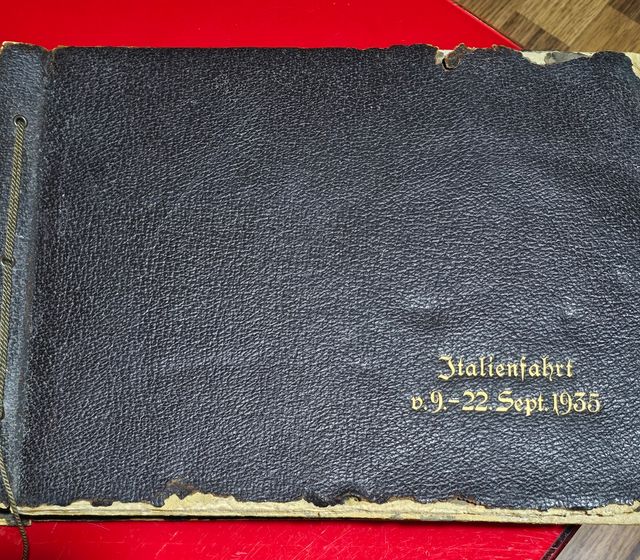 Italienfahrt
v. 9.-22. Sept. 1935